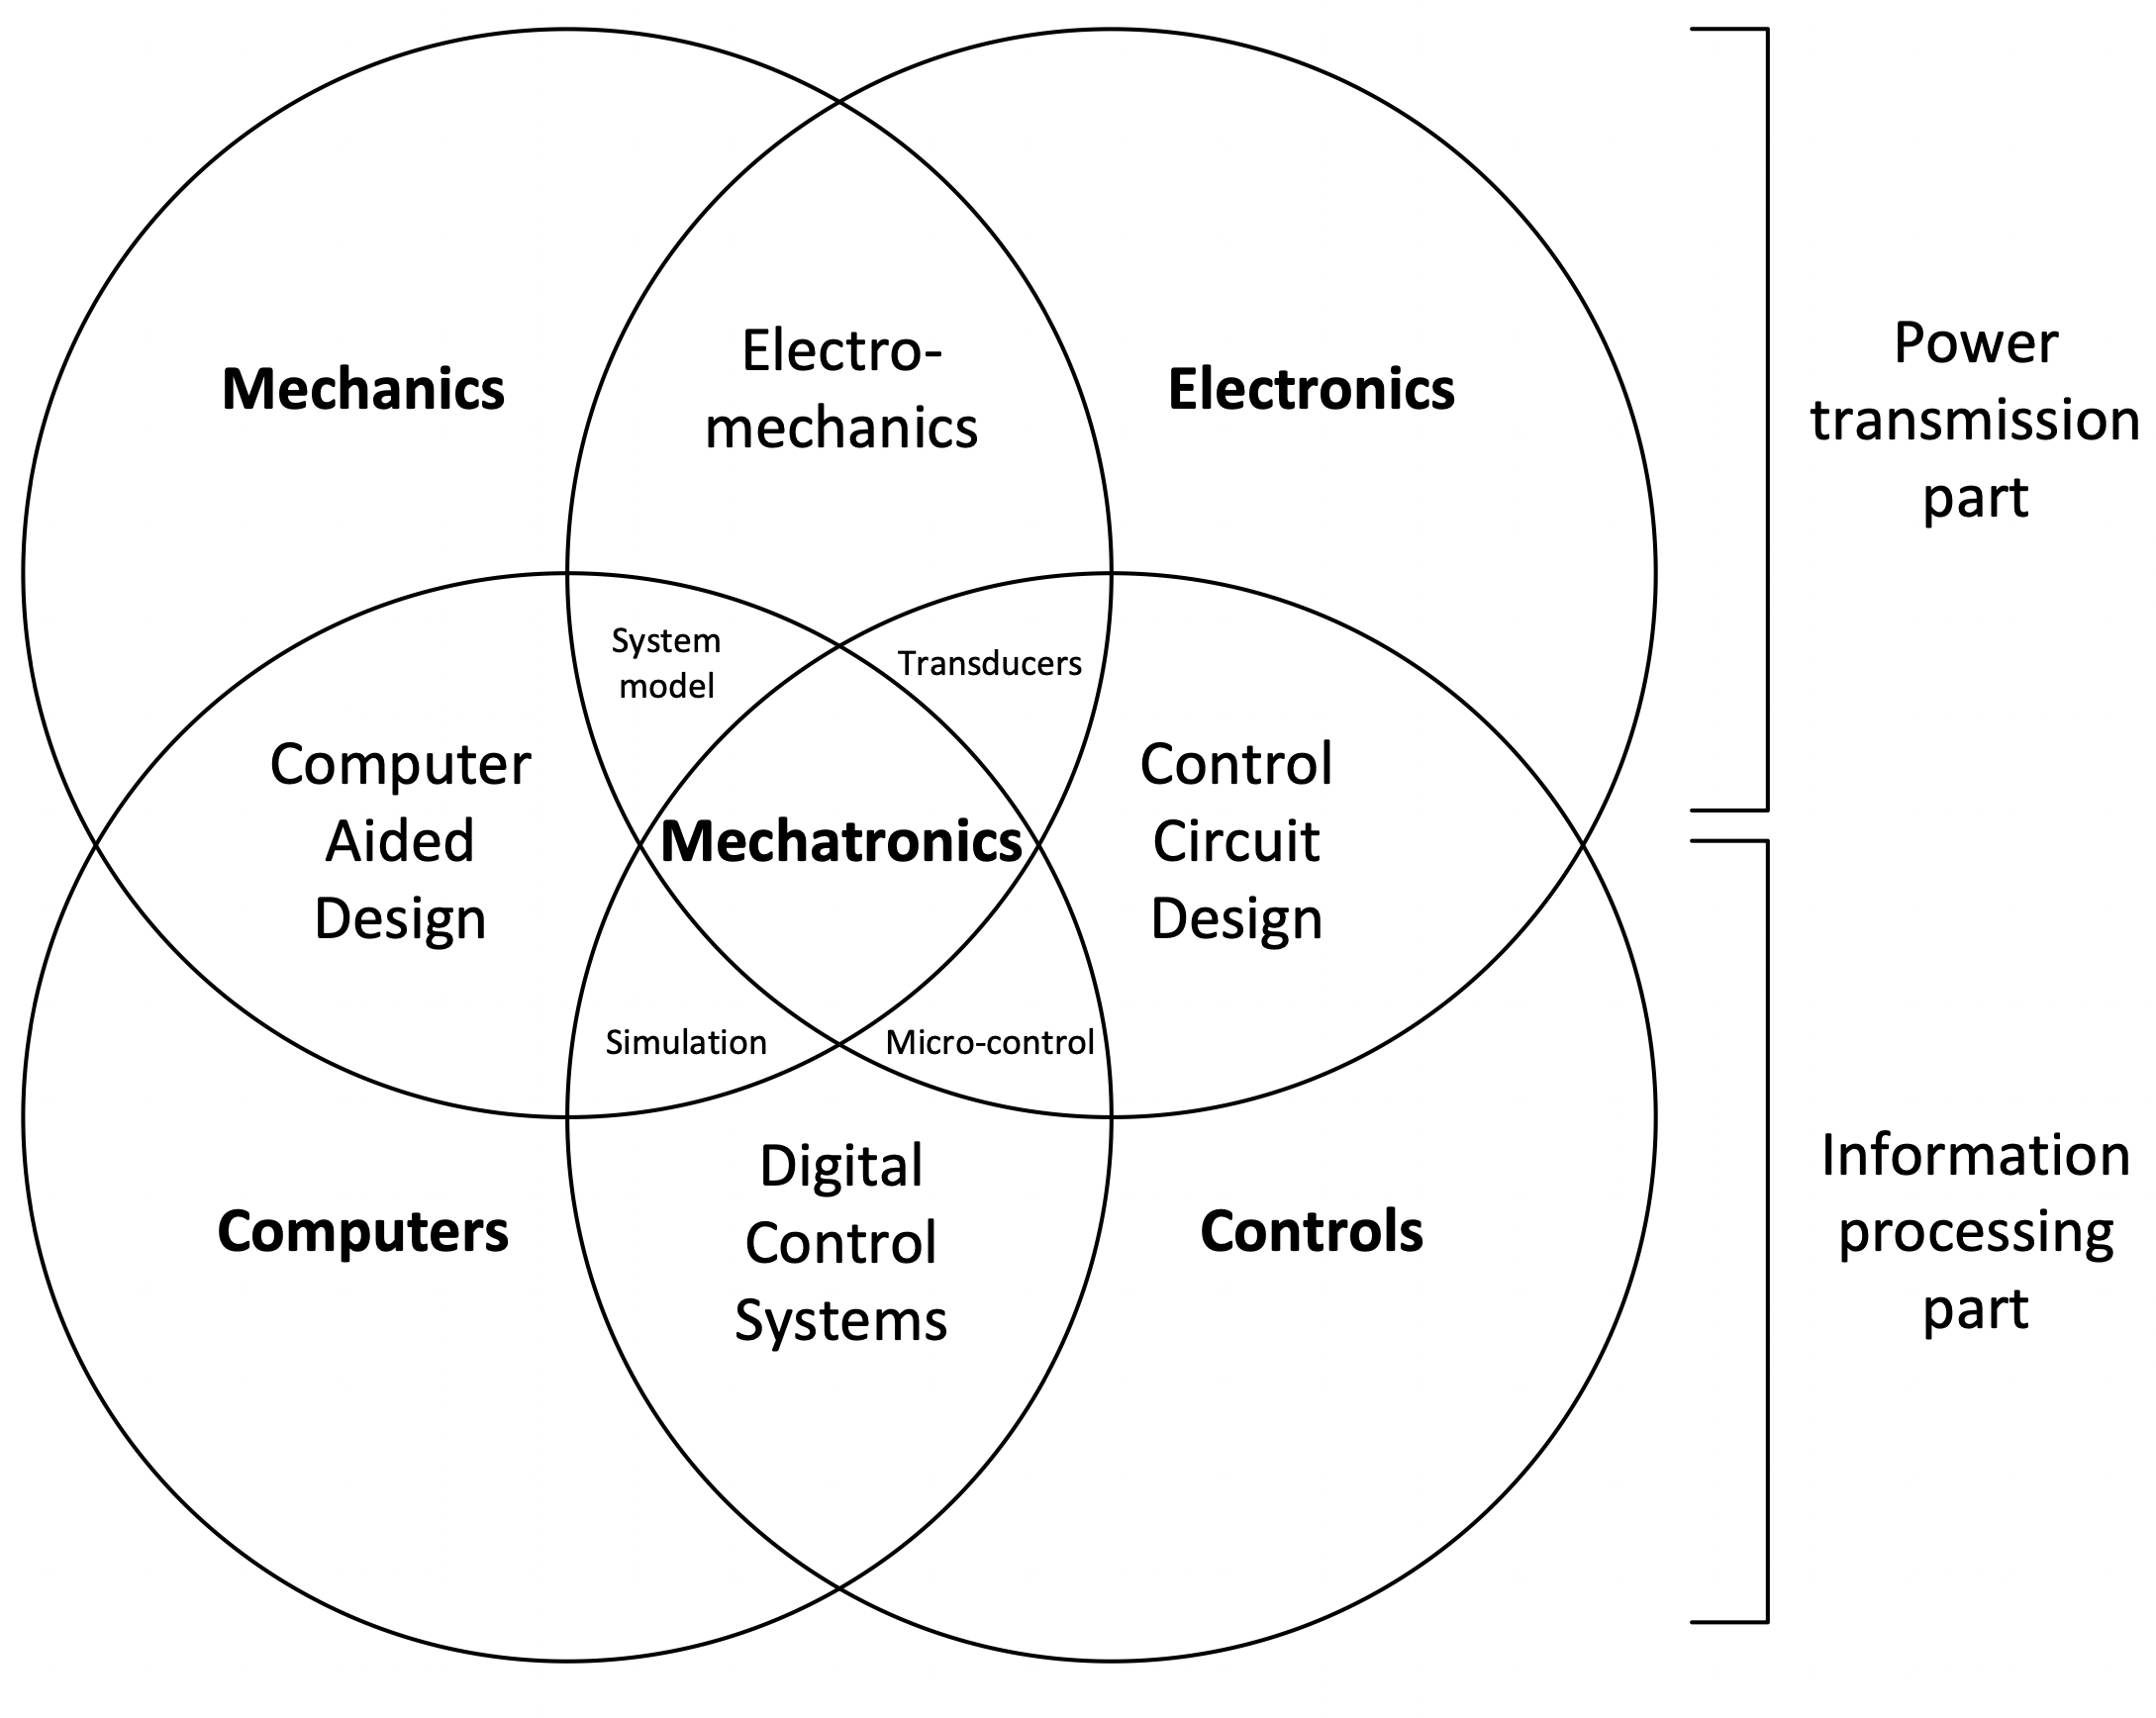 Mechanics
Electro-
mechanics
Electronics
Power
transmission
part
System
model
Transducers
Computer
Aided
Design
Mechatronics
Control
Circuit
Design
Simulation
Micro-control
Computers
Digital
Control
Systems
Controls
Information
processing
part